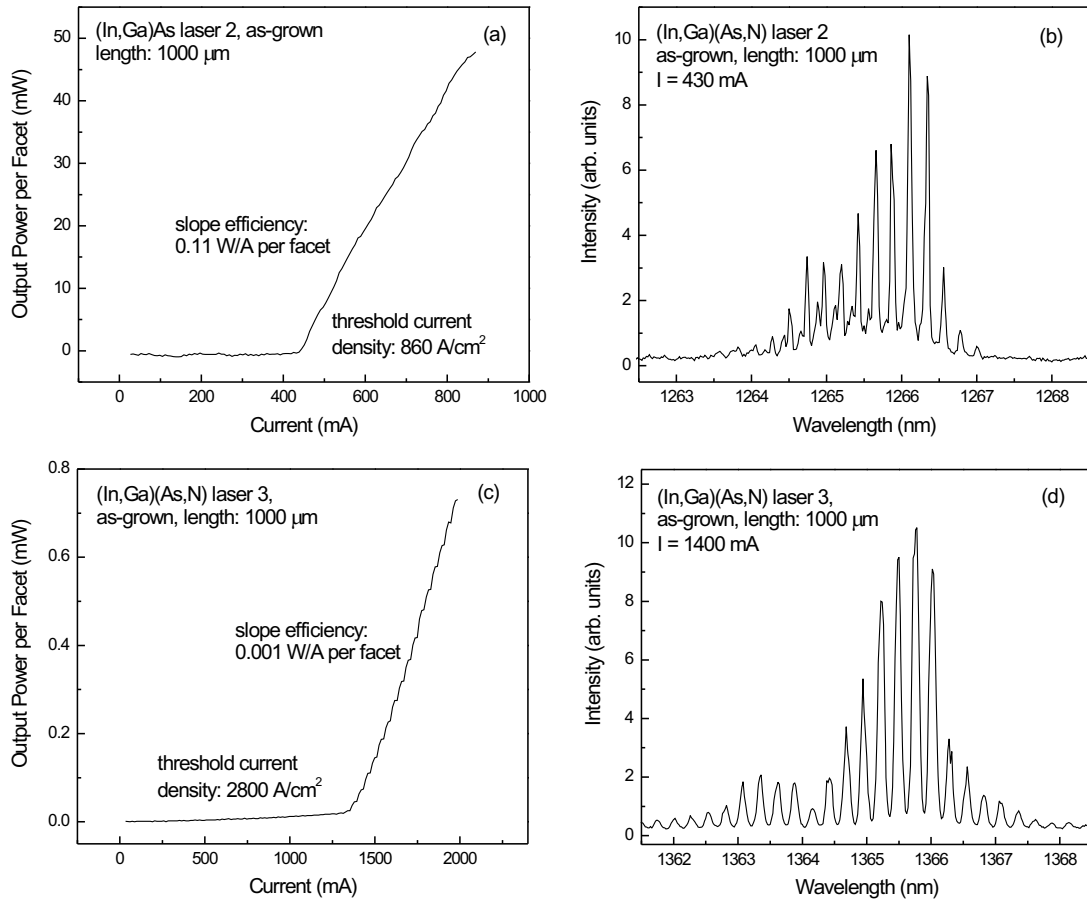 (In,Ga)As laser 2, as-grown
length: 1000 μm
(a)
slope efficiency:
0.11 W/A per facet
threshold current
density: 860 A/cm²
50
40
30
20
10
0
0 200 400 600 800 1000
Output Power per Facet (mW)
Current (mA)
(In,Ga)(As,N) laser 2
as-grown, length: 1000 μm
I = 430 mA
(b)
10
8
6
4
2
0
1263 1264 1265 1266 1267 1268
Intensity (arb. units)
Wavelength (nm)
(In,Ga)(As,N) laser 3,
as-grown, length: 1000 μm
(c)
slope efficiency:
0.001 W/A per facet
threshold current
density: 2800 A/cm²
0.8
0.6
0.4
0.2
0.0
0 500 1000 1500 2000
Output Power per Facet (mW)
Current (mA)
(In,Ga)(As,N) laser 3,
as-grown, length: 1000 μm
I = 1400 mA
(d)
12
10
8
6
4
2
0
1362 1363 1364 1365 1366 1367 1368
Intensity (arb. units)
Wavelength (nm)